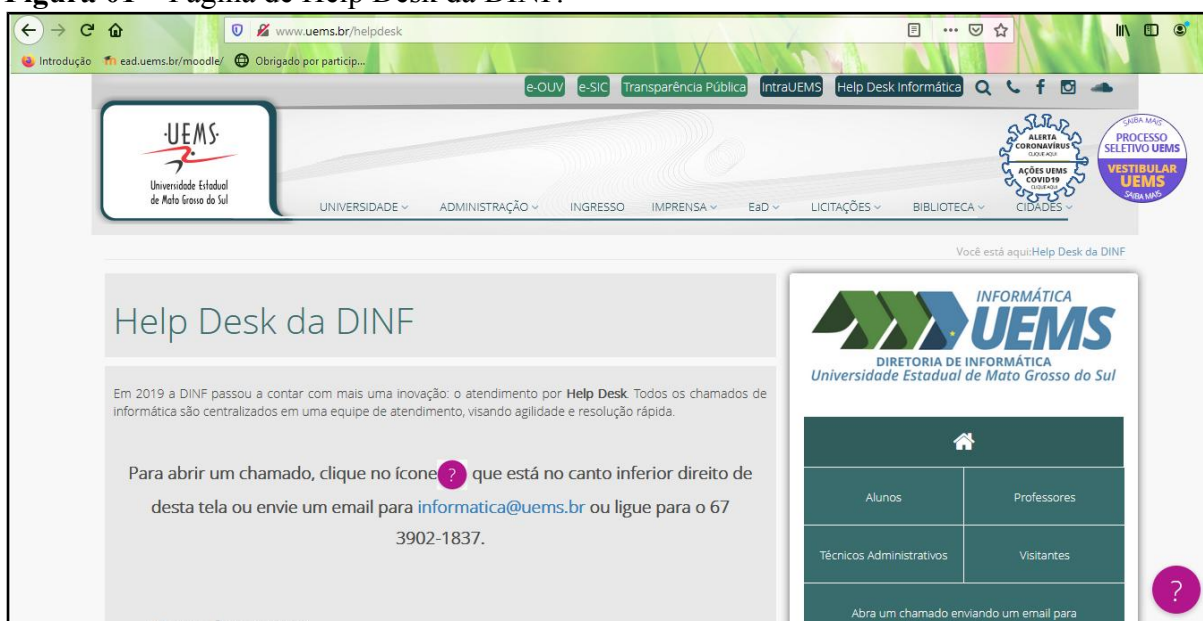 Figura 01 – Página de Help Desk da DINF.
www.uems.br/helpdesk
Introdução ead.uems.br/moodle/ Obrigado por particip...
e-OUV e-SIC Transparência Pública IntraUEMS Help Desk Informática
·UEMS·
Universidade Estadual
de Mato Grosso do Sul
ALERTA
CORONAVÍRUS
CLIQUE AQUI
AÇÕES UEMS
COVID19
CLIQUE AQUI
SAIBA MAIS
PROCESSO
SELETIVO UEMS
VESTIBULAR
UEMS
SAIBA MAIS
UNIVERSIDADE ADMINISTRAÇÃO INGRESSO IMPRENSA EaD LICITAÇÕES BIBLIOTECA CIDADES
Você está aqui:Help Desk da DINF
Help Desk da DINF
Em 2019 a DINF passou a contar com mais uma inovação: o atendimento por Help Desk. Todos os chamados de
informática são centralizados em uma equipe de atendimento, visando agilidade e resolução rápida.
Para abrir um chamado, clique no ícone ? que está no canto inferior direito de
desta tela ou envie um email para informatica@uems.br ou ligue para o 67
3902-1837.
INFORMÁTICA
UEMS
DIRETORIA DE INFORMÁTICA
Universidade Estadual de Mato Grosso do Sul
Alunos Professores
Técnicos Administrativos Visitantes
Abra um chamado enviando um email para
?